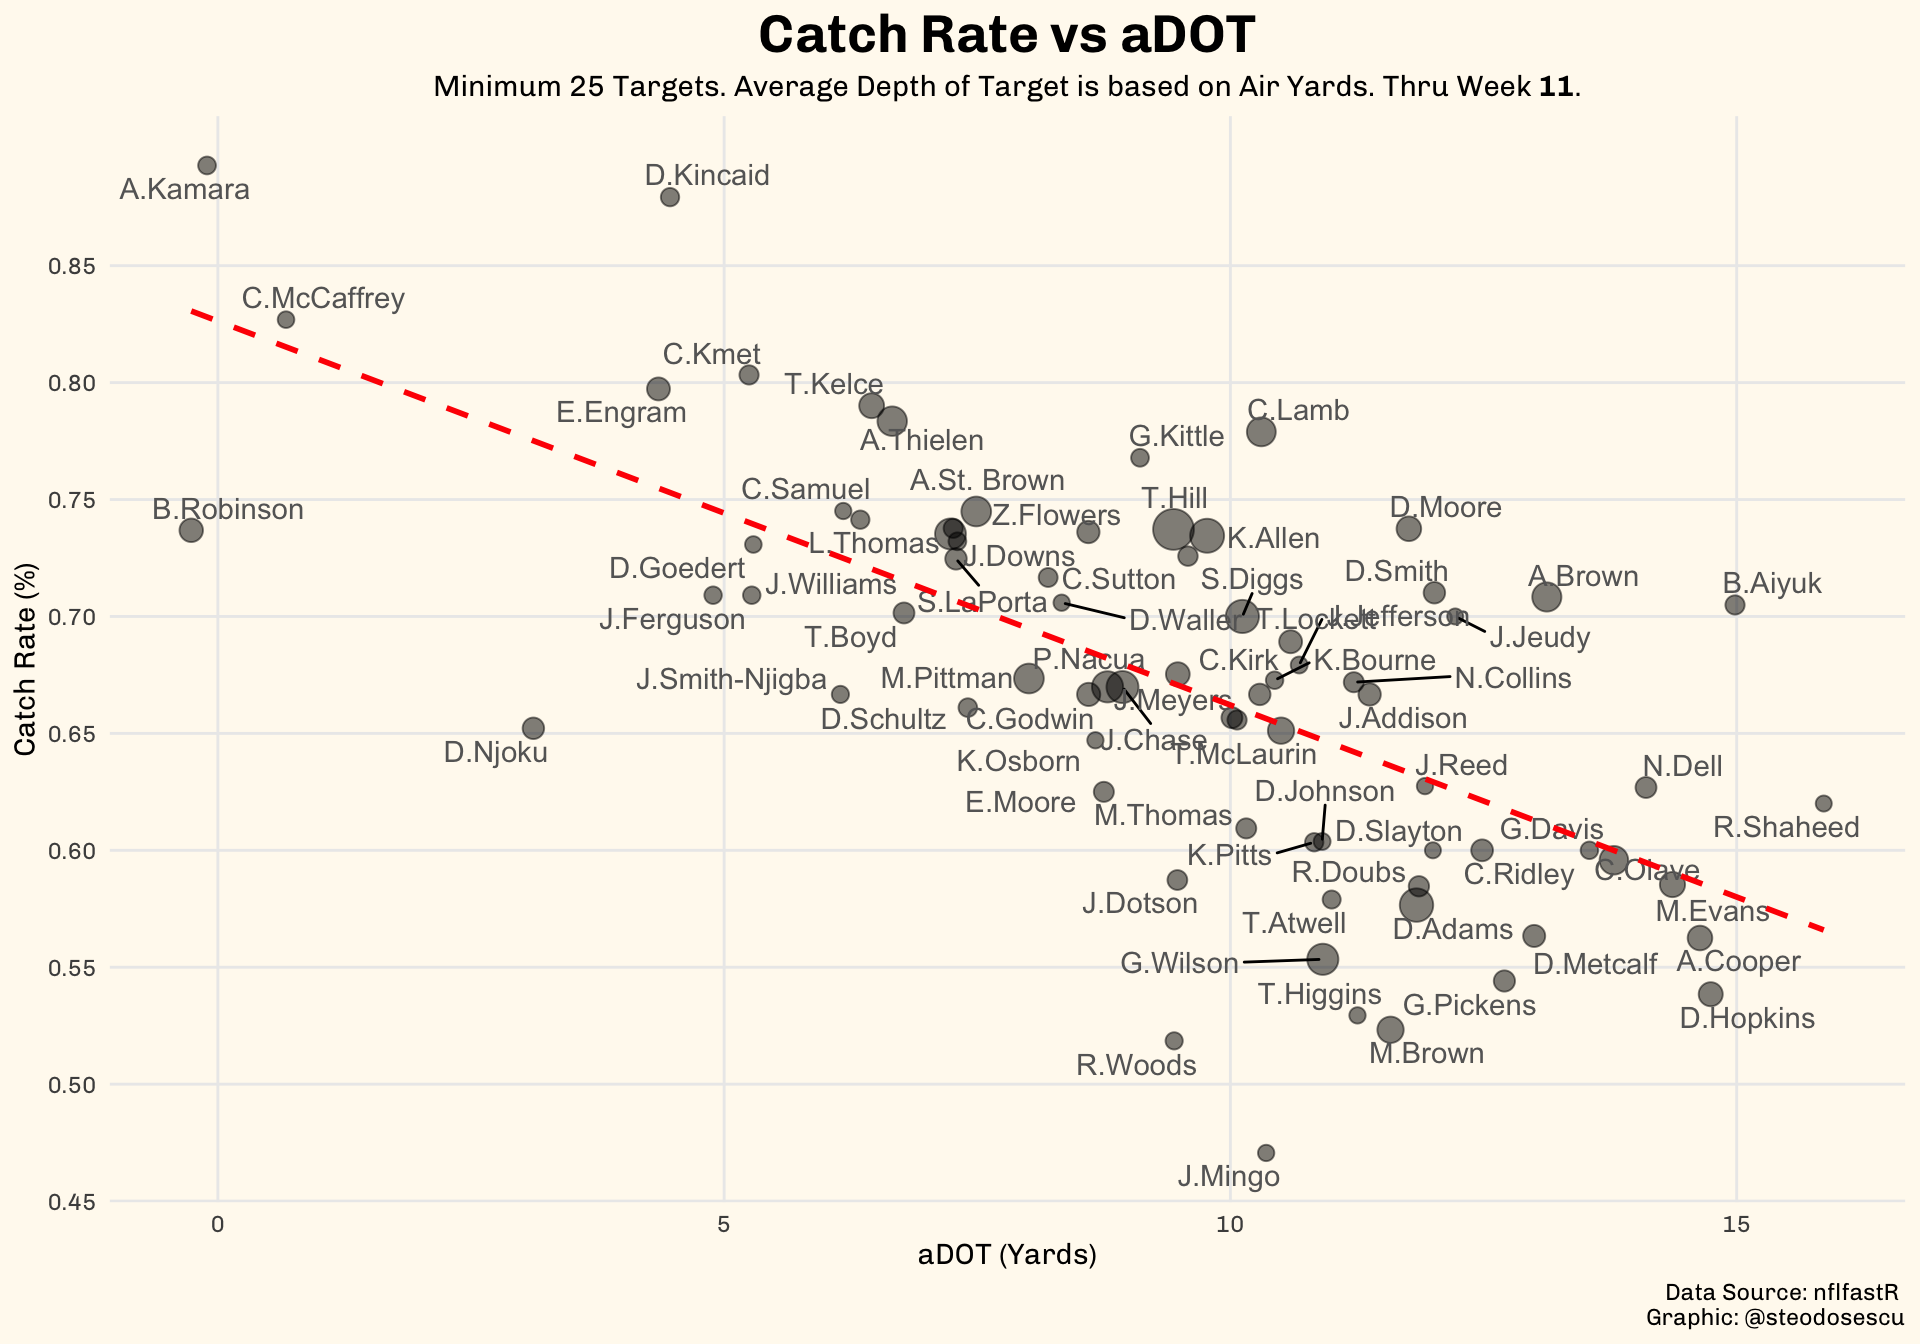 Catch Rate vs aDOT
Minimum 25 Targets. Average Depth of Target is based on Air Yards. Thru Week 11.
A.Kamara
D.Kincaid
0.85
C.McCaffrey
C.Kmet
0.80
T.Kelce
E.Engram
C.Lamb
G.Kittle
A.Thielen
A.St. Brown
C.Samuel
0.75
T.Hill
B.Robinson
D.Moore
Z.Flowers
K.Allen
L.Thomas
J.Downs
D.Goedert
J.Williams
C.Sutton
S.Diggs
D.Smith
A.Brown
B.Aiyuk
S.LaPorta
0.70
J.Ferguson
D.Waller
T.Lockett
J.Jefferson
T.Boyd
J.Jeudy
P.Nacua
C.Kirk
K.Bourne
J.Smith-Njigba
M.Pittman
N.Collins
J.Meyers
D.Schultz
C.Godwin
J.Addison
0.65
J.Chase
D.Njoku
T.McLaurin
K.Osborn
J.Reed
N.Dell
D.Johnson
E.Moore
M.Thomas
D.Slayton
G.Davis
R.Shaheed
0.60
K.Pitts
R.Doubs
C.Ridley
C.Olave
J.Dotson
M.Evans
T.Atwell
D.Adams
G.Wilson
D.Metcalf
A.Cooper
0.55
T.Higgins
G.Pickens
D.Hopkins
M.Brown
R.Woods
0.50
J.Mingo
0.45
Catch Rate (%)
0
5
10
15
aDOT (Yards)
Data Source: nflfastR
Graphic: @steodosescu